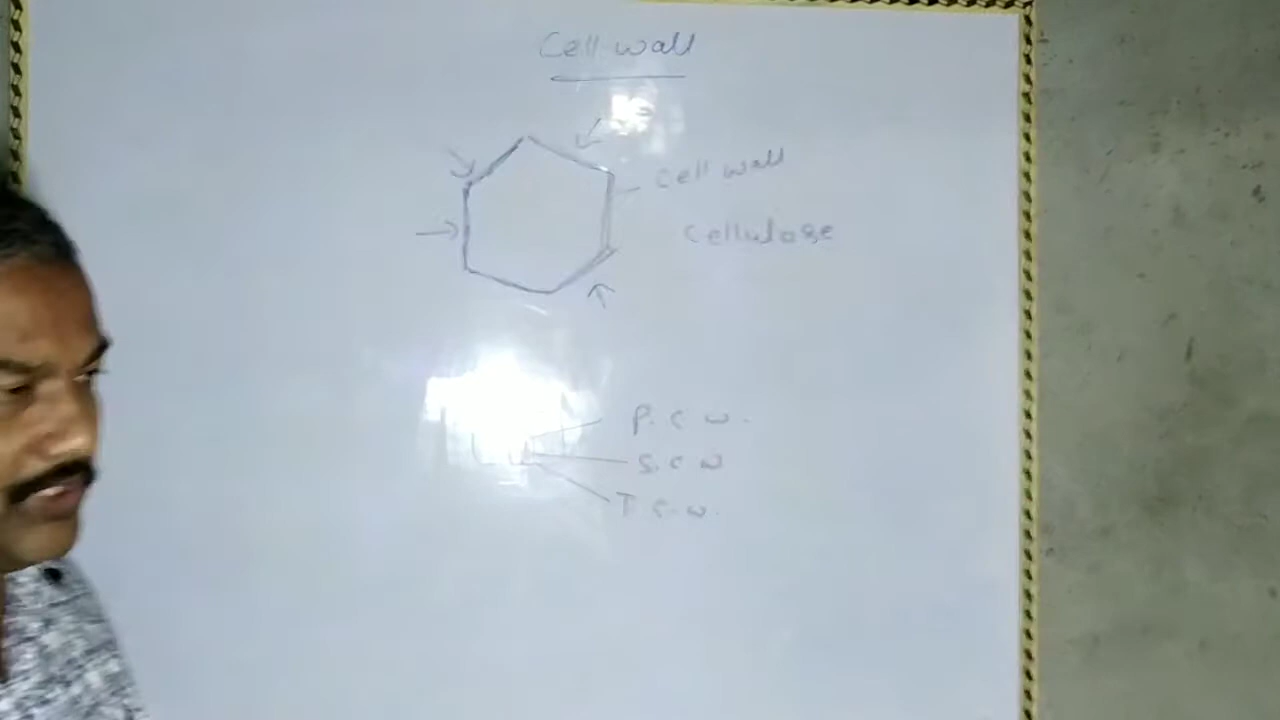 Cell wall
cell wall
cellulose
P. C w.
S. C w
T. C. w.